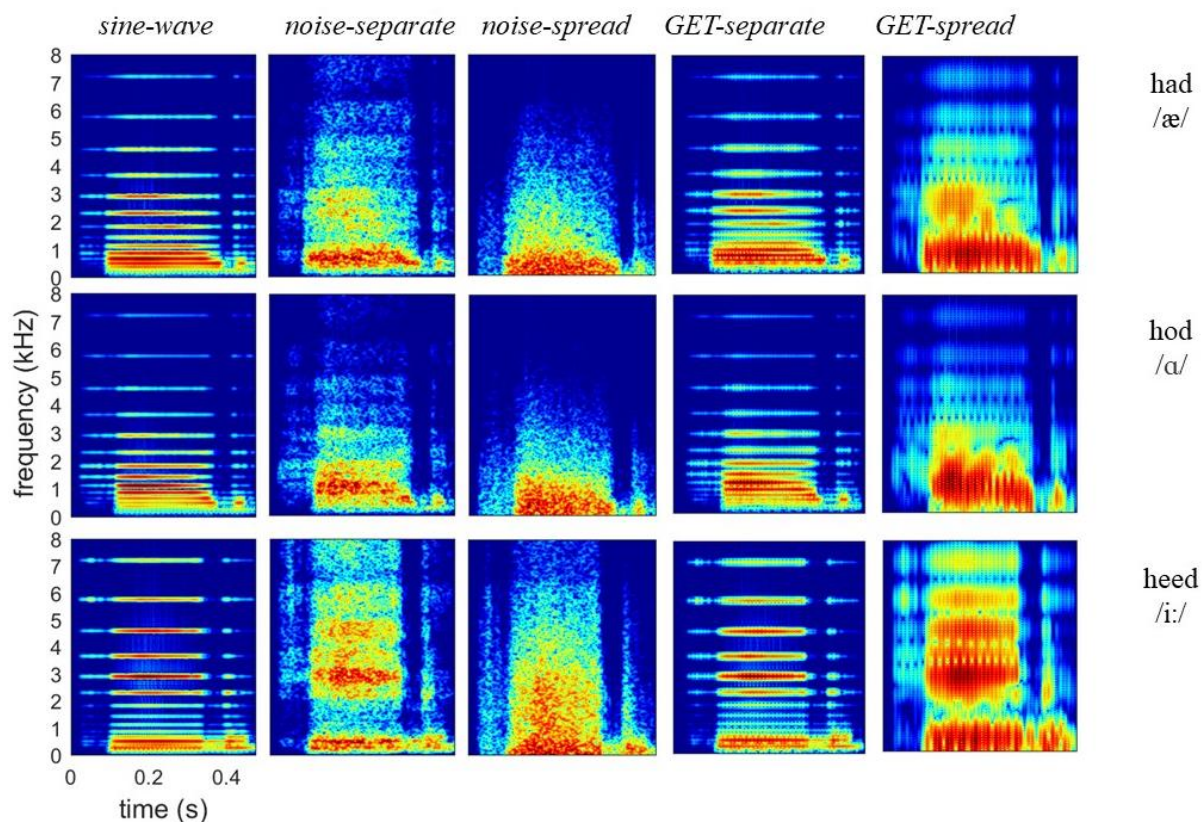 sine-wave noise-separate noise-spread GET-separate GET-spread
8
7
6
5
4
3
2
1
0
had
/æ/
8
7
6
5
4
3
2
1
0
hod
/ɑ/
8
7
6
5
4
3
2
1
0
heed
/i:/
frequency (kHz)
0 0.2 0.4
time (s)